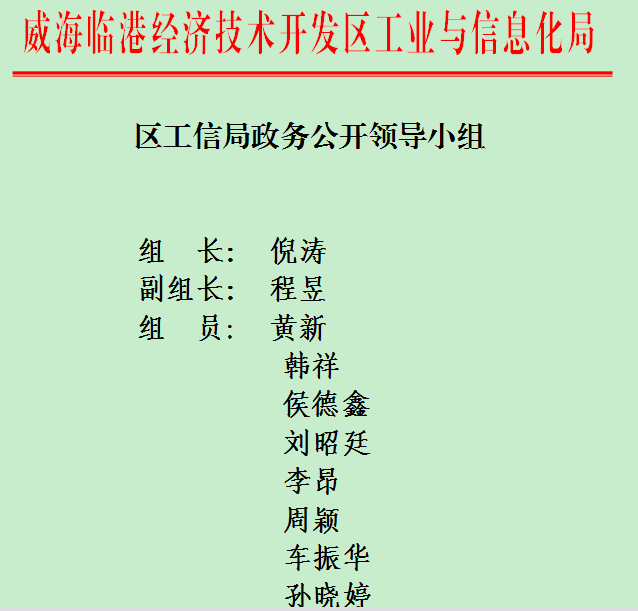 威海临港经济技术开发区工业与信息化局
区工信局政务公开领导小组
组　长：　倪涛
副组长：　程昱
组　员：　黄新
韩祥
侯德鑫
刘昭廷
李昂
周颖
车振华
孙晓婷